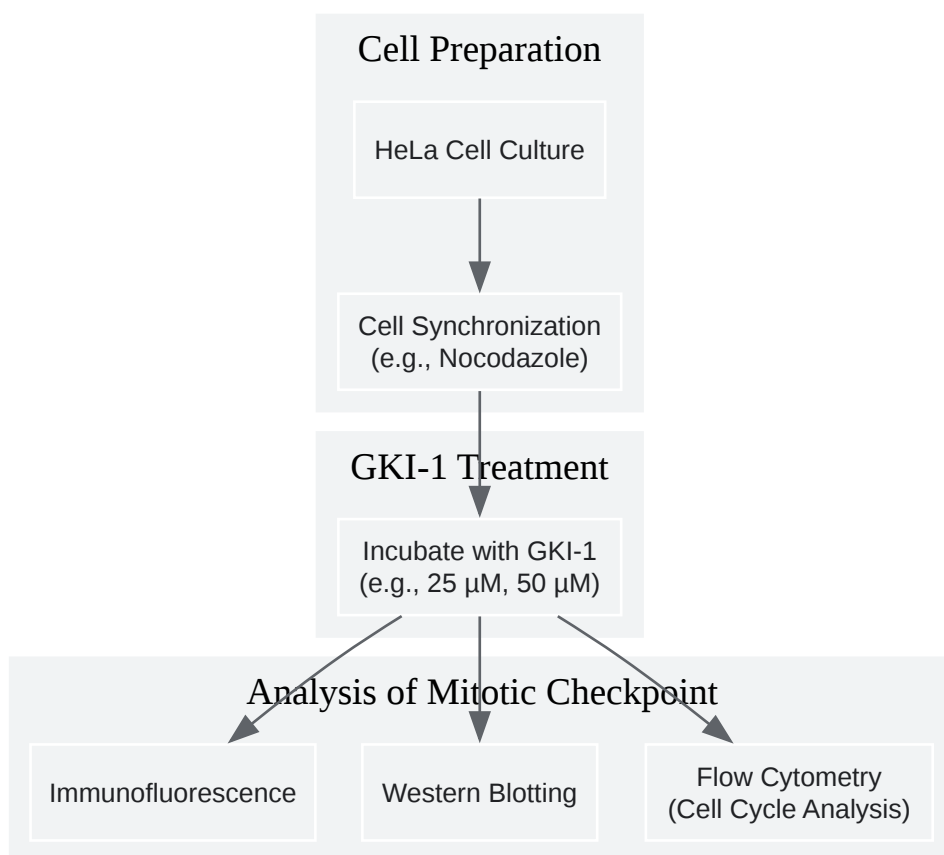 Cell Preparation
HeLa Cell Culture
Cell Synchronization
(e.g., Nocodazole)
GKI-1 Treatment
Incubate with GKI-1
(e.g., 25 µM, 50 µM)
Analysis of Mitotic Checkpoint
Immunofluorescence
Western Blotting
Flow Cytometry
(Cell Cycle Analysis)